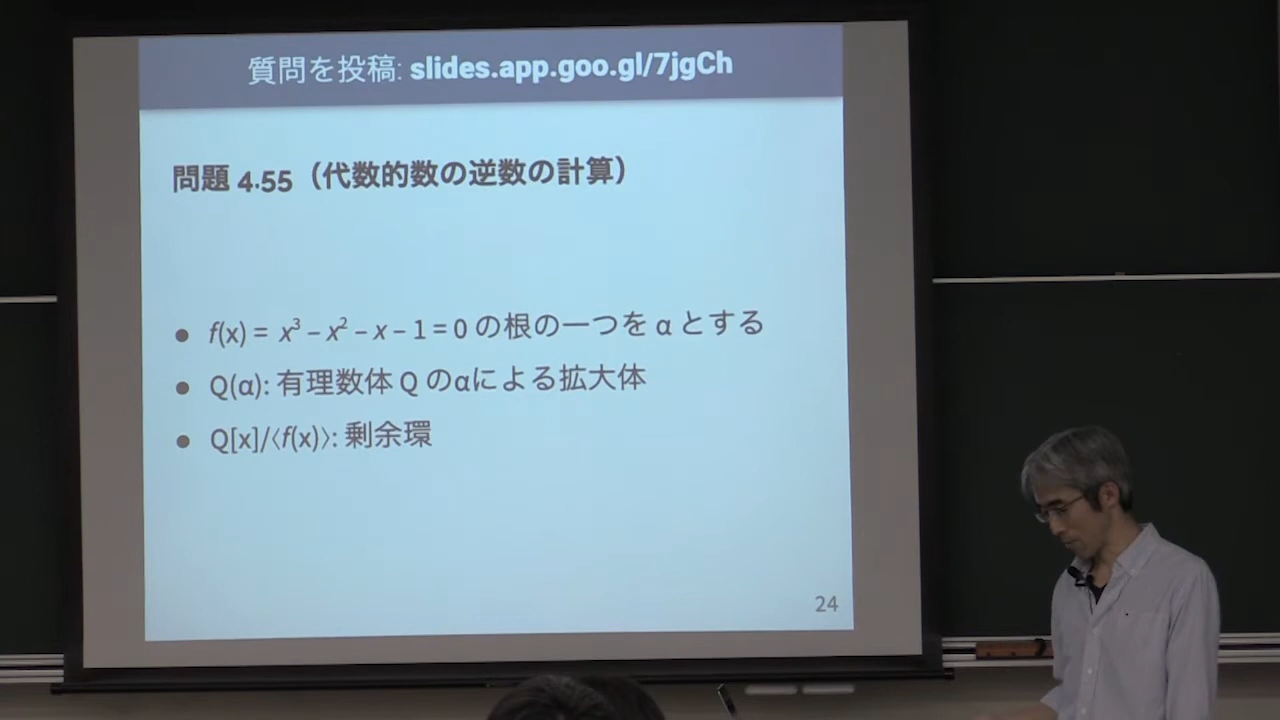 質問を投稿: slides.app.goo.gl/7jgCh
問題 4.55（代数的数の逆数の計算）
● f(x) = x³ – x² – x – 1 = 0 の根の一つを α とする
● Q(α): 有理数体 Q のαによる拡大体
● Q[x]/⟨f(x)⟩: 剰余環
24